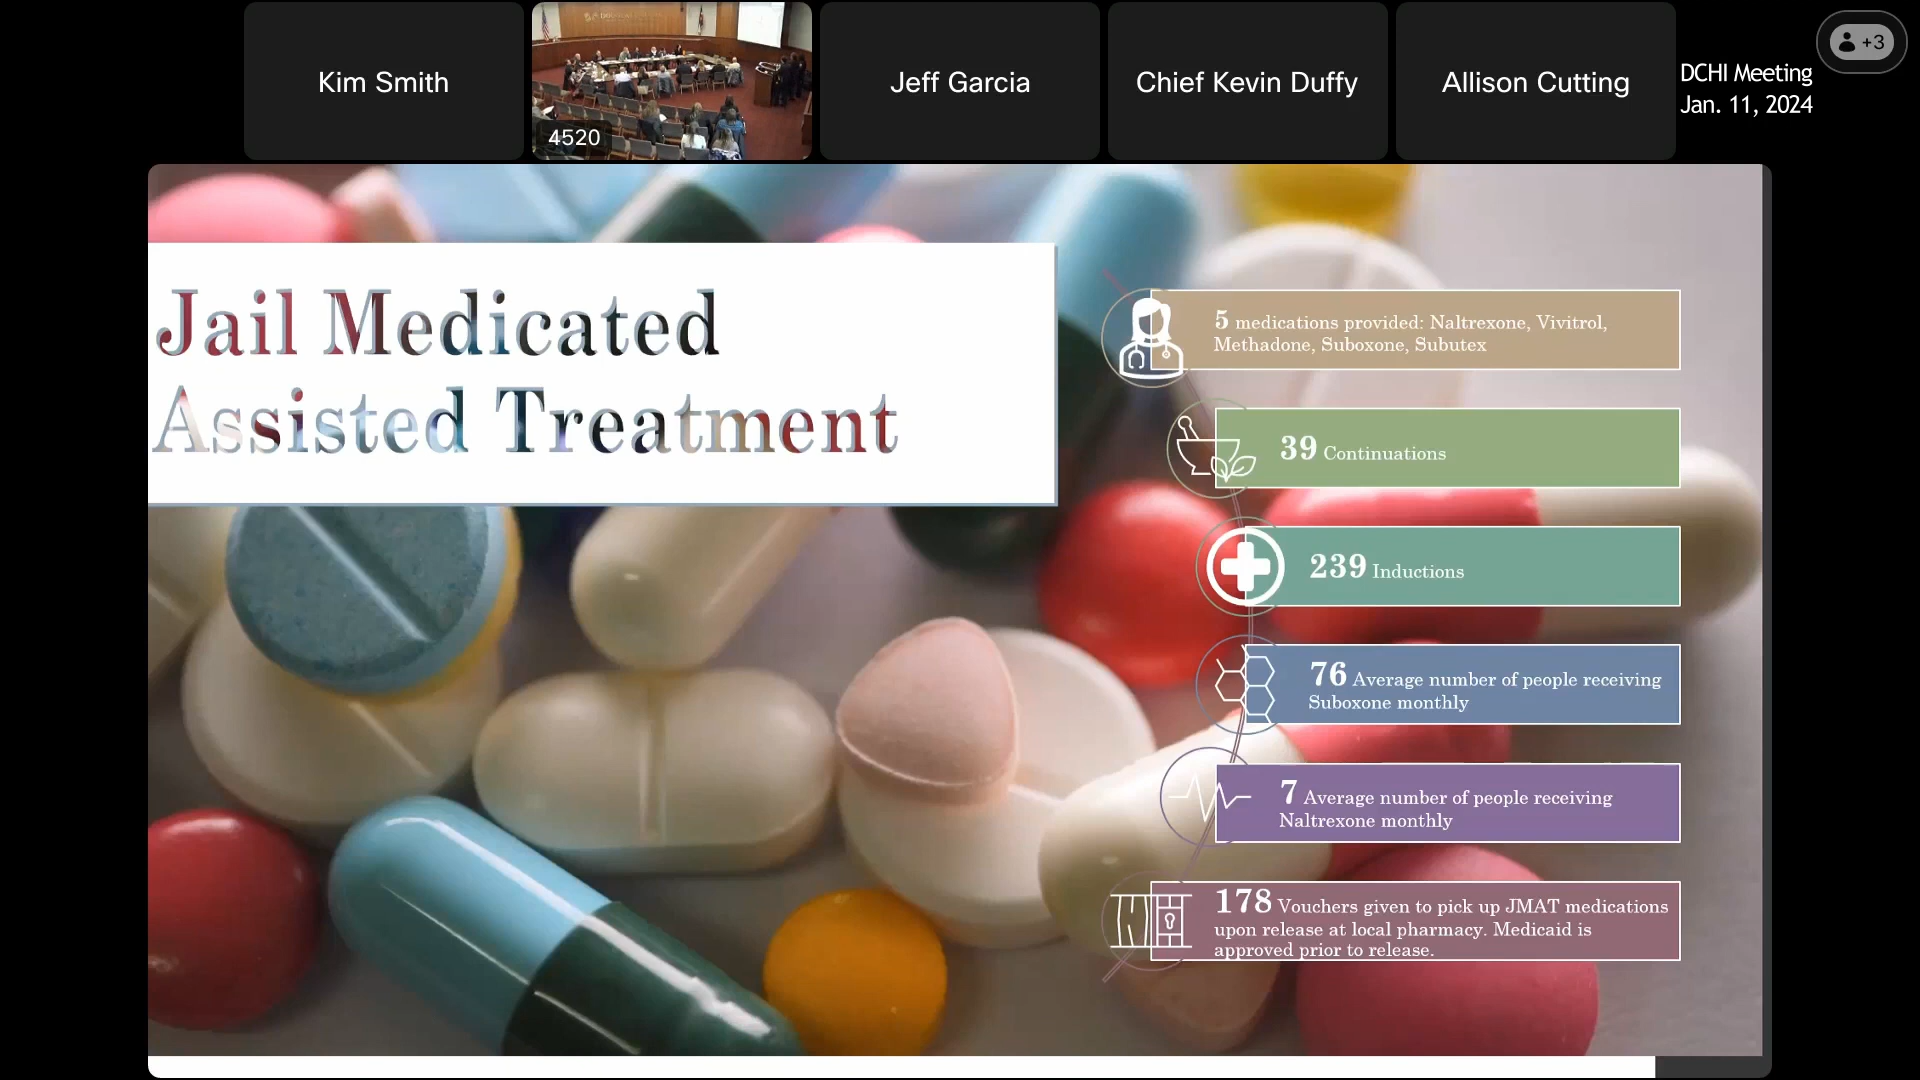 Kim Smith
4520
Jeff Garcia
Chief Kevin Duffy
Allison Cutting
DCHI Meeting
Jan. 11, 2024
+3
Jail Medicated
Assisted Treatment
5 medications provided: Naltrexone, Vivitrol,
Methadone, Suboxone, Subutex
39 Continuations
239 Inductions
76 Average number of people receiving
Suboxone monthly
7 Average number of people receiving
Naltrexone monthly
178 Vouchers given to pick up JMAT medications
upon release at local pharmacy. Medicaid is
approved prior to release.